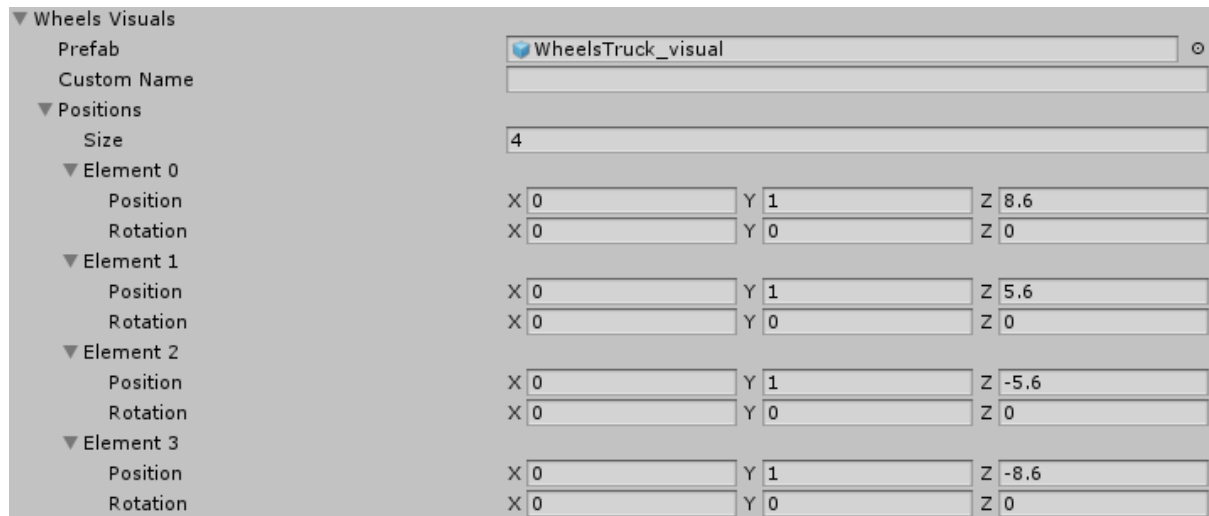 Wheels Visuals
Prefab WheelsTruck_visual
Custom Name
Positions
Size 4
Element 0
Position X 0 Y 1 Z 8.6
Rotation X 0 Y 0 Z 0
Element 1
Position X 0 Y 1 Z 5.6
Rotation X 0 Y 0 Z 0
Element 2
Position X 0 Y 1 Z -5.6
Rotation X 0 Y 0 Z 0
Element 3
Position X 0 Y 1 Z -8.6
Rotation X 0 Y 0 Z 0